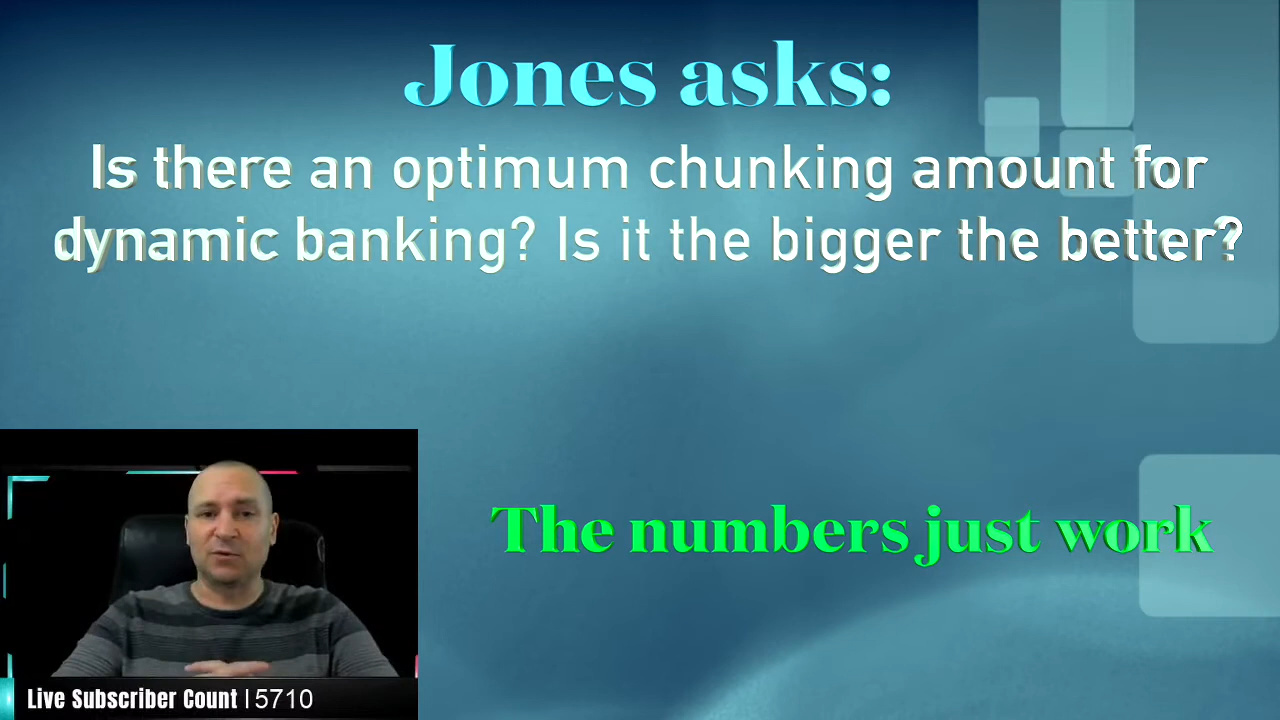 Jones asks:
Is there an optimum chunking amount for
dynamic banking? Is it the bigger the better?
The numbers just work
Live Subscriber Count | 5710